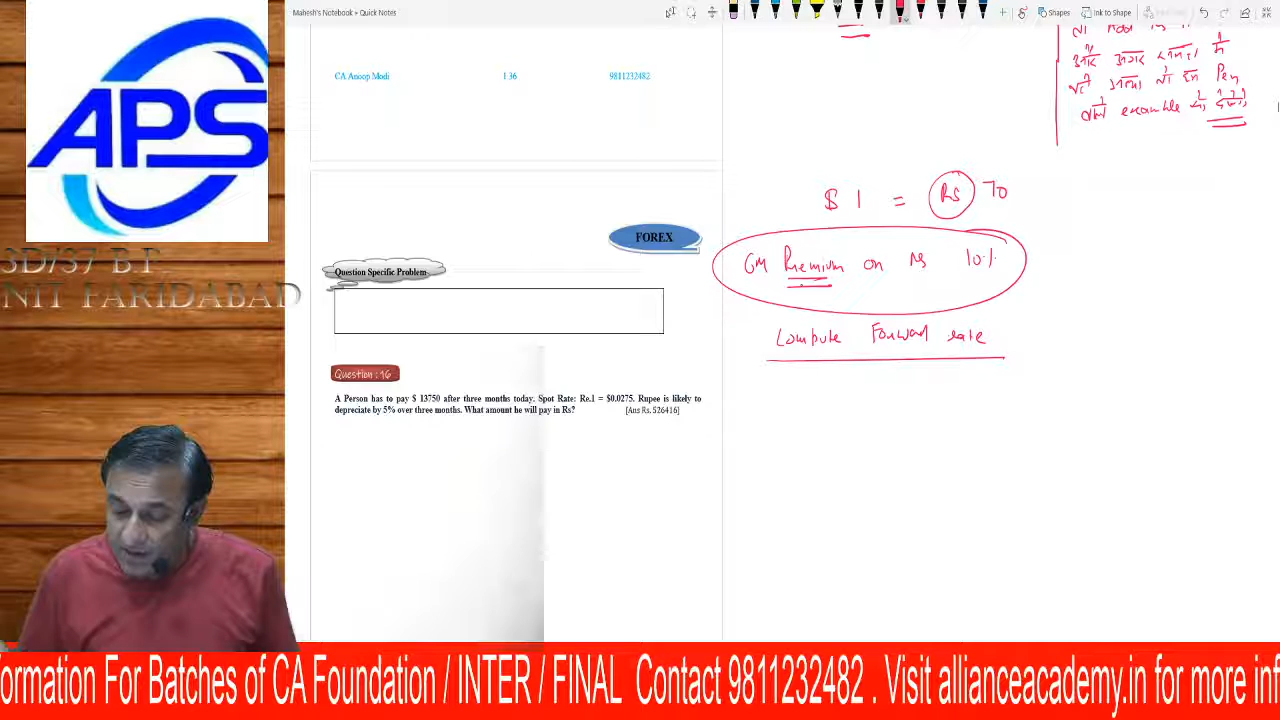 Mahesh's Notebook » Quick Notes
Shapes
Ink to Shape
APS
3D/37 B.P.
NIT FARIDABAD
CA Anoop Modi 1 36 9811232482
FOREX
Question Specific Problem
Question : 16
A Person has to pay $ 13750 after three months today. Spot Rate: Re.1 = $0.0275. Rupee is likely to
depreciate by 5% over three months. What amount he will pay in Rs? [Ans Rs. 526416]
Pen
example
$ 1 = Rs 70
6M Premium on Rs 10%
Compute Forward rate
formation For Batches of CA Foundation / INTER / FINAL Contact 9811232482 . Visit allianceacademy.in for more inf